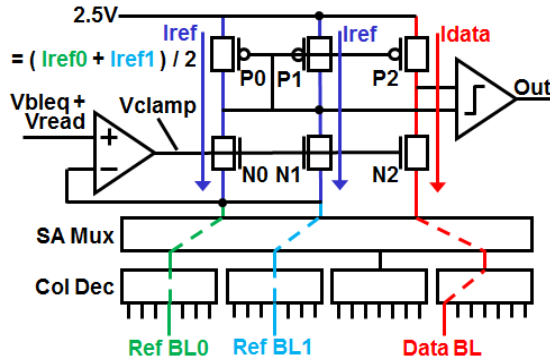 2.5V
Iref
Iref
Idata
= ( Iref0 + Iref1 ) / 2
P0
P1
P2
Out
Vbleq +
Vread
Vclamp
+
−
N0
N1
N2
SA Mux
Col Dec
Ref BL0
Ref BL1
Data BL